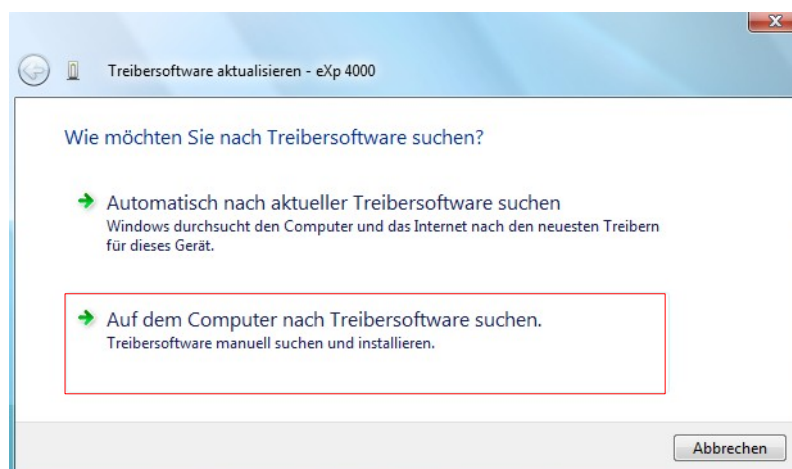 Treibersoftware aktualisieren - eXp 4000
Wie möchten Sie nach Treibersoftware suchen?
Automatisch nach aktueller Treibersoftware suchen
Windows durchsucht den Computer und das Internet nach den neuesten Treibern
für dieses Gerät.
Auf dem Computer nach Treibersoftware suchen.
Treibersoftware manuell suchen und installieren.
Abbrechen